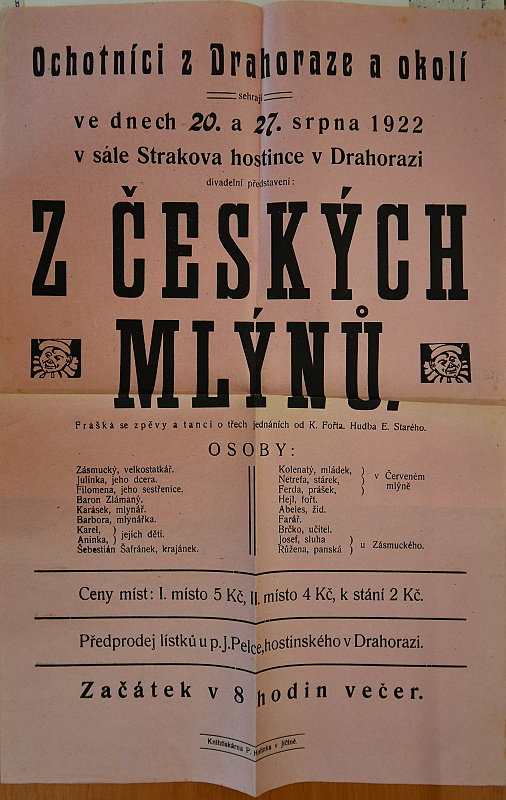 Ochotníci z Drahoraze a okolí
sehrají
ve dnech 20. a 27. srpna 1922
v sále Strakova hostince v Drahorazi
divadelní představení:
Z ČESKÝCH
MLÝNŮ.
Fraška se zpěvy a tanci o třech jednáních od K. Fořta. Hudba E. Starého.
OSOBY:
Zásmucký, velkostatkář.
Julinka, jeho dcera.
Filomena, jeho sestřenice.
Baron Zlámaný.
Karásek, mlynář.
Barbora, mlynářka.
Karel, } jejich děti.
Aninka,
Šebestián Šafránek, krajánek.
Kolenatý, mládek,
Netrefa, stárek, } v Červeném
Ferda, prášek, mlýně
Hejl, fořt.
Abeles, žid.
Farář.
Brčko, učitel.
Josef, sluha
Růžena, panská } u Zásmuckého.
Ceny míst: I. místo 5 Kč, II. místo 4 Kč, k stání 2 Kč.
Předprodej lístků u p. J. Pelce, hostinského v Drahorazi.
Začátek v 8 hodin večer.
Knihtiskárna P. v Jičíně.